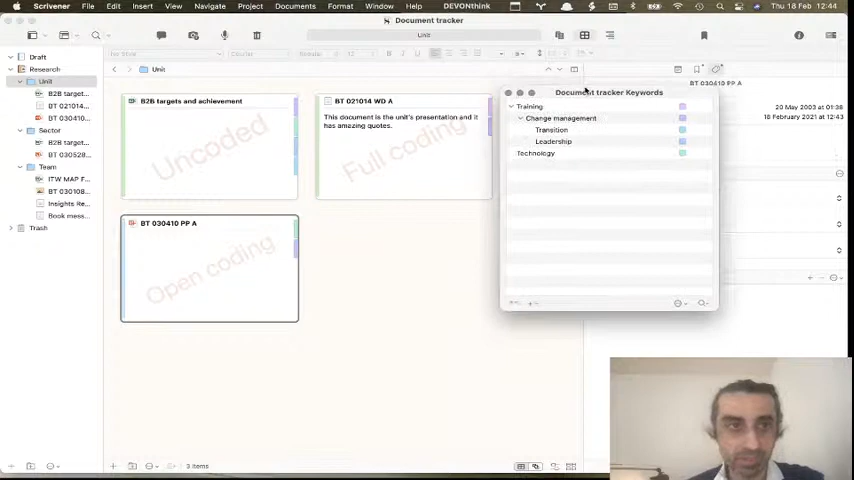 Scrivener File Edit Insert View Navigate Project Documents Format Window Help DEVONthink Thu 18 Feb 12:44
Document tracker
Unit
No Style Regular
Draft
Research
Unit
B2B target...
BT 021014...
BT 030410...
Sector
B2B target...
BT 030528...
Team
ITW MAP F...
BT 030108...
Insights Re...
Book mess...
Trash
Unit
B2B targets and achievement
Uncoded
BT 021014 WD A
This document is the unit's presentation and it
has amazing quotes.
Full coding
BT 030410 PP A
Open coding
3 items
Document tracker Keywords
Training
Change management
Transition
Leadership
Technology
BT 030410 PP A
20 May 2003 at 01:38
18 February 2021 at 12:43